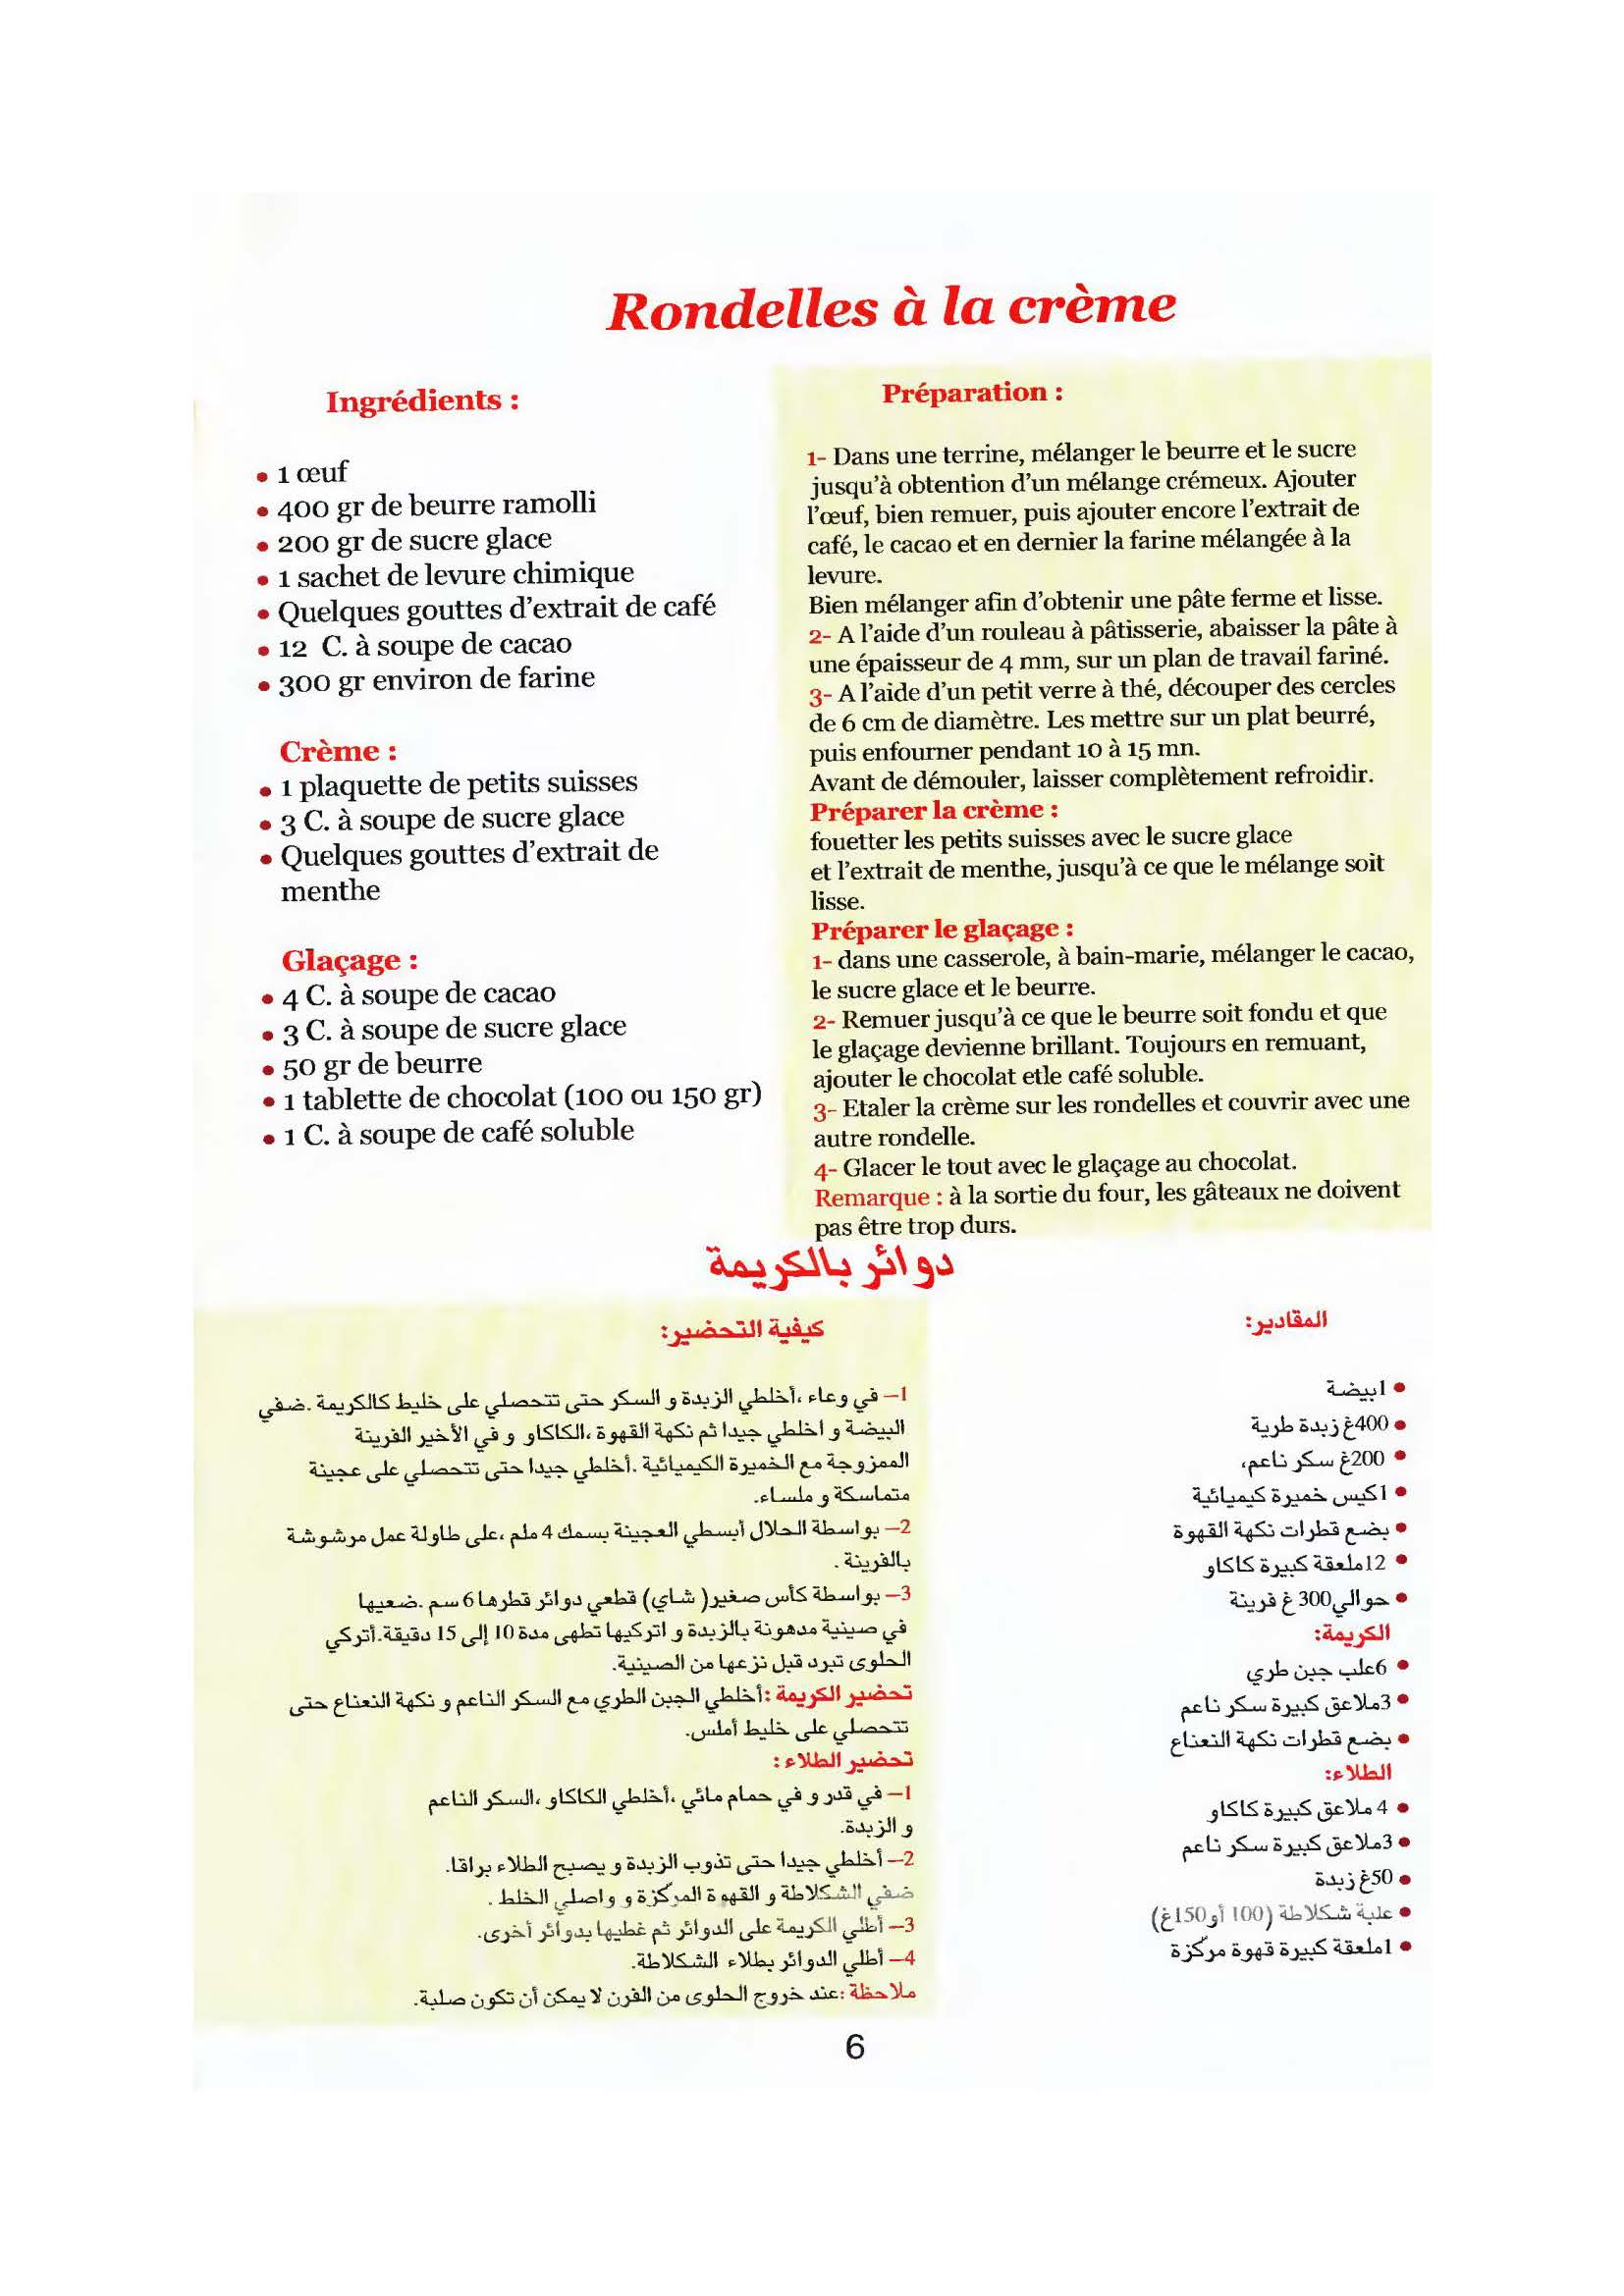 Rondelles à la crème
Ingrédients :
• 1 œuf
• 400 gr de beurre ramolli
• 200 gr de sucre glace
• 1 sachet de levure chimique
• Quelques gouttes d'extrait de café
• 12 C. à soupe de cacao
• 300 gr environ de farine
Crème :
• 1 plaquette de petits suisses
• 3 C. à soupe de sucre glace
• Quelques gouttes d'extrait de
menthe
Glaçage :
• 4 C. à soupe de cacao
• 3 C. à soupe de sucre glace
• 50 gr de beurre
• 1 tablette de chocolat (100 ou 150 gr)
• 1 C. à soupe de café soluble
Préparation :
1- Dans une terrine, mélanger le beurre et le sucre
jusqu'à obtention d'un mélange crémeux. Ajouter
l'œuf, bien remuer, puis ajouter encore l'extrait de
café, le cacao et en dernier la farine mélangée à la
levure.
Bien mélanger afin d'obtenir une pâte ferme et lisse.
2- A l'aide d'un rouleau à pâtisserie, abaisser la pâte à
une épaisseur de 4 mm, sur un plan de travail fariné.
3- A l'aide d'un petit verre à thé, découper des cercles
de 6 cm de diamètre. Les mettre sur un plat beurré,
puis enfourner pendant 10 à 15 mn.
Avant de démouler, laisser complètement refroidir.
Préparer la crème :
fouetter les petits suisses avec le sucre glace
et l'extrait de menthe, jusqu'à ce que le mélange soit
lisse.
Préparer le glaçage :
1- dans une casserole, à bain-marie, mélanger le cacao,
le sucre glace et le beurre.
2- Remuer jusqu'à ce que le beurre soit fondu et que
le glaçage devienne brillant. Toujours en remuant,
ajouter le chocolat etle café soluble.
3- Etaler la crème sur les rondelles et couvrir avec une
autre rondelle.
4- Glacer le tout avec le glaçage au chocolat.
Remarque : à la sortie du four, les gâteaux ne doivent
pas être trop durs.
دوائر بالكريمة
المقادير:
• 1بيضة
• 400غ زبدة طرية
• 200غ سكر ناعم،
• 1كيس خميرة كيميائية
• بضع قطرات نكهة القهوة
• 12ملعقة كبيرة كاكاو
• حوالي300 غ فرينة
الكريمة:
• 6علب جبن طري
• 3ملاعق كبيرة سكر ناعم
• بضع قطرات نكهة النعناع
الطلاء:
• 4 ملاعق كبيرة كاكاو
• 3ملاعق كبيرة سكر ناعم
• 50غ زبدة
• علبة شكلاطة (100 أو150غ)
• 1ملعقة كبيرة قهوة مركزة
كيفية التحضير:
1– في وعاء ،أخلطي الزبدة و السكر حتى تتحصلي على خليط كالكريمة .ضفي
البيضة و اخلطي جيدا ثم نكهة القهوة ،الكاكاو و في الأخير الفرينة
الممزوجة مع الخميرة الكيميائية .أخلطي جيدا حتى تتحصلي على عجينة
متماسكة و ملساء.
2– بواسطة الحلال أبسطي العجينة بسمك 4 ملم ،على طاولة عمل مرشوشة
بالفرينة .
3– بواسطة كأس صغير( شاي) قطعي دوائر قطرها 6 سم .ضعيها
في صينية مدهونة بالزبدة و اتركيها تطهى مدة 10 إلى 15 دقيقة.أتركي
الحلوى تبرد قبل نزعها من الصينية.
تحضير الكريمة :أخلطي الجبن الطري مع السكر الناعم و نكهة النعناع حتى
تتحصلي على خليط أملس.
تحضير الطلاء :
1– في قدر و في حمام مائي ،أخلطي الكاكاو ،السكر الناعم
و الزبدة.
2– أخلطي جيدا حتى تذوب الزبدة و يصبح الطلاء براقا.
ضفي الشكلاطة و القهوة المركزة و واصلي الخلط .
3– أطلي الكريمة على الدوائر ثم غطيها بدوائر أخرى.
4– أطلي الدوائر بطلاء الشكلاطة.
ملاحظة :عند خروج الحلوى من الفرن لا يمكن أن تكون صلبة.
6